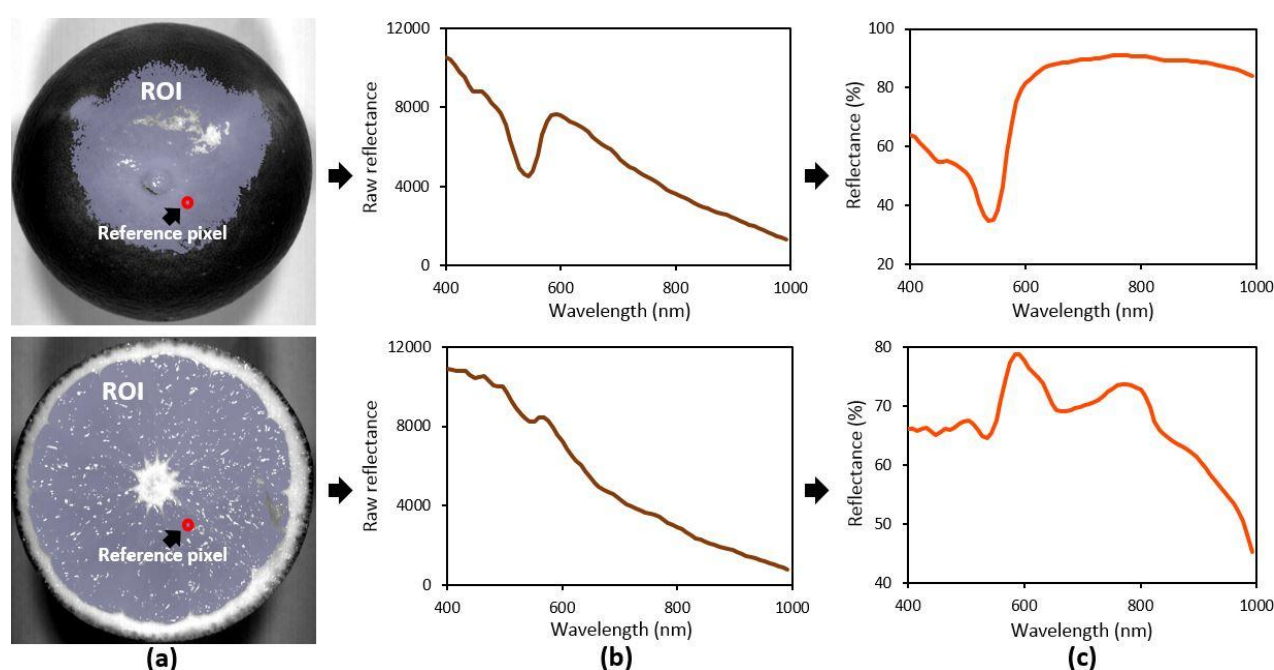 ROI
Reference pixel
Raw reflectance
12000
8000
4000
0
400
600
800
1000
Wavelength (nm)
Reflectance (%)
100
80
60
40
20
400
600
800
1000
Wavelength (nm)
ROI
Reference pixel
Raw reflectance
12000
8000
4000
0
400
600
800
1000
Wavelength (nm)
Reflectance (%)
80
70
60
50
40
400
600
800
1000
Wavelength (nm)
(a)
(b)
(c)